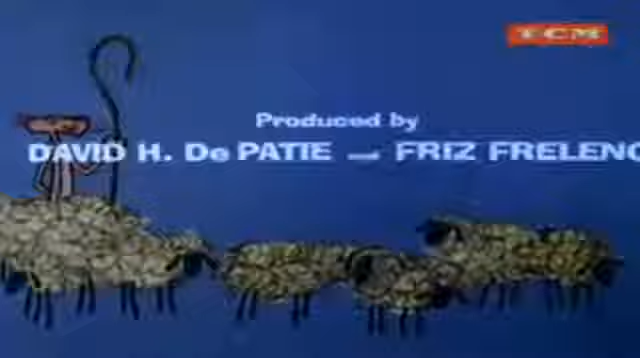 TCM
Produced by
DAVID H. De PATIE — FRIZ FRELENG